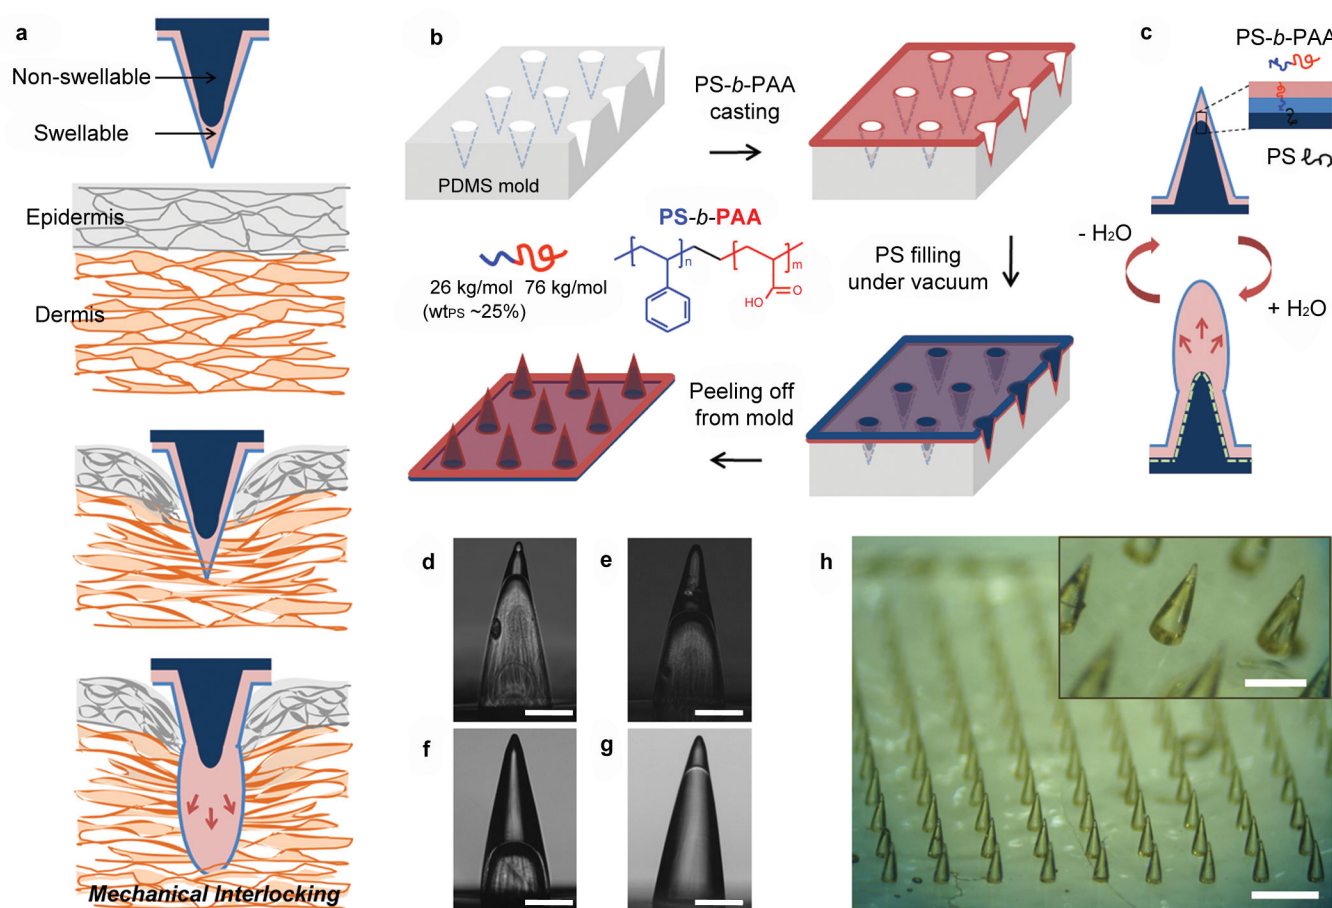 a
Non-swellable
Swellable
Epidermis
Dermis
Mechanical Interlocking
b
PDMS mold
PS-b-PAA
casting
PS-b-PAA
n
m
HO
O
26 kg/mol 76 kg/mol
(wtPS ~25%)
PS filling
under vacuum
Peeling off
from mold
c
PS-b-PAA
PS
- H2O
+ H2O
d
e
f
g
h